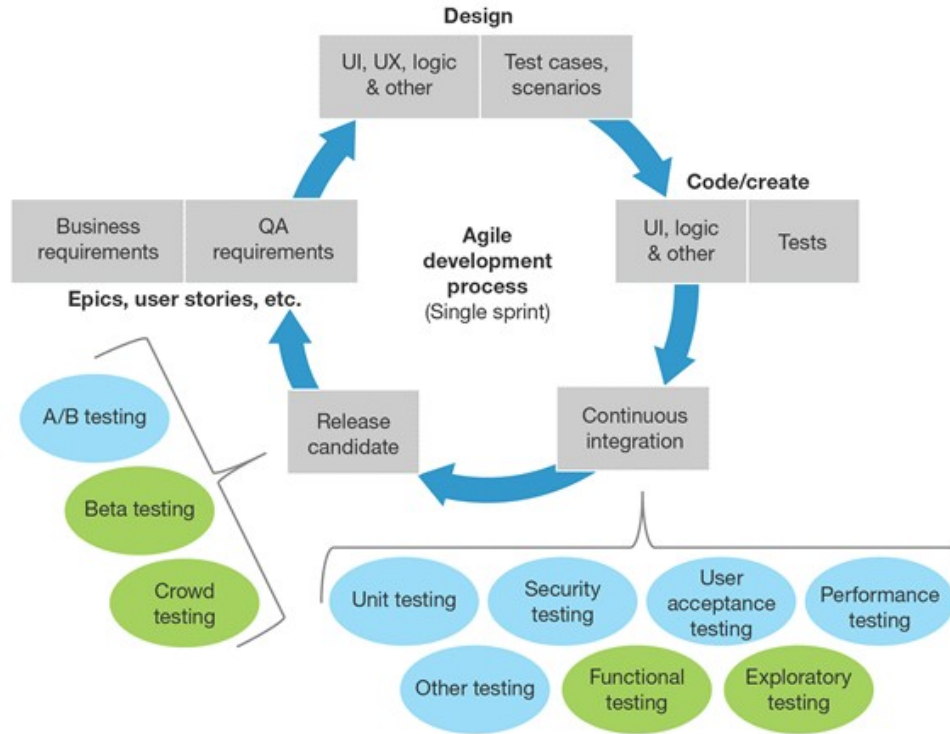 Design
UI, UX, logic
& other
Test cases,
scenarios
Code/create
UI, logic
& other
Tests
Business
requirements
QA
requirements
Epics, user stories, etc.
Agile
development
process
(Single sprint)
Release
candidate
Continuous
integration
A/B testing
Beta testing
Crowd
testing
Unit testing
Security
testing
User
acceptance
testing
Performance
testing
Other testing
Functional
testing
Exploratory
testing